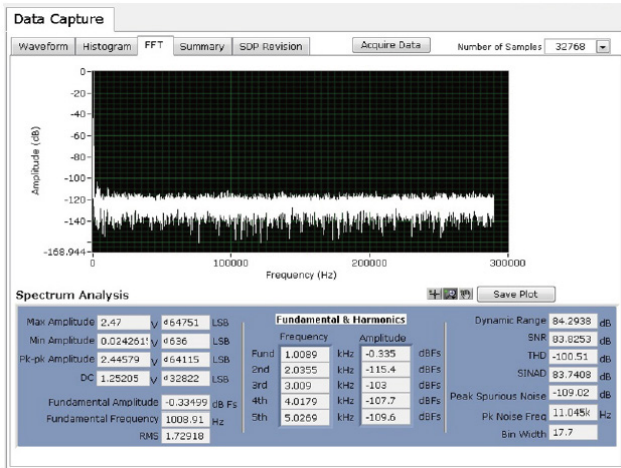 Data Capture
Waveform Histogram FFT Summary SDP Revision Acquire Data Number of Samples 32768
0
-20
-40
-60
-80
-100
-120
-140
-168.944
Amplitude (dB)
0 100000 200000 300000
Frequency (Hz)
Spectrum Analysis Save Plot
Max Amplitude 2.47 V d64751 LSB
Min Amplitude 0.024261 V d636 LSB
Pk-pk Amplitude 2.44579 V d64115 LSB
DC 1.25205 V d32822 LSB
Fundamental Amplitude -0.33499 dB Fs
Fundamental Frequency 1008.91 Hz
RMS 1.72918
Fundamental & Harmonics
Frequency Amplitude
Fund 1.0089 kHz -0.335 dBFs
2nd 2.0355 kHz -115.4 dBFs
3rd 3.009 kHz -103 dBFs
4th 4.0179 kHz -107.7 dBFs
5th 5.0269 kHz -109.6 dBFs
Dynamic Range 84.2938 dB
SNR 83.8253 dB
THD -100.51 dB
SINAD 83.7408 dB
Peak Spurious Noise -109.02 dB
Pk Noise Freq 11.045k Hz
Bin Width 17.7